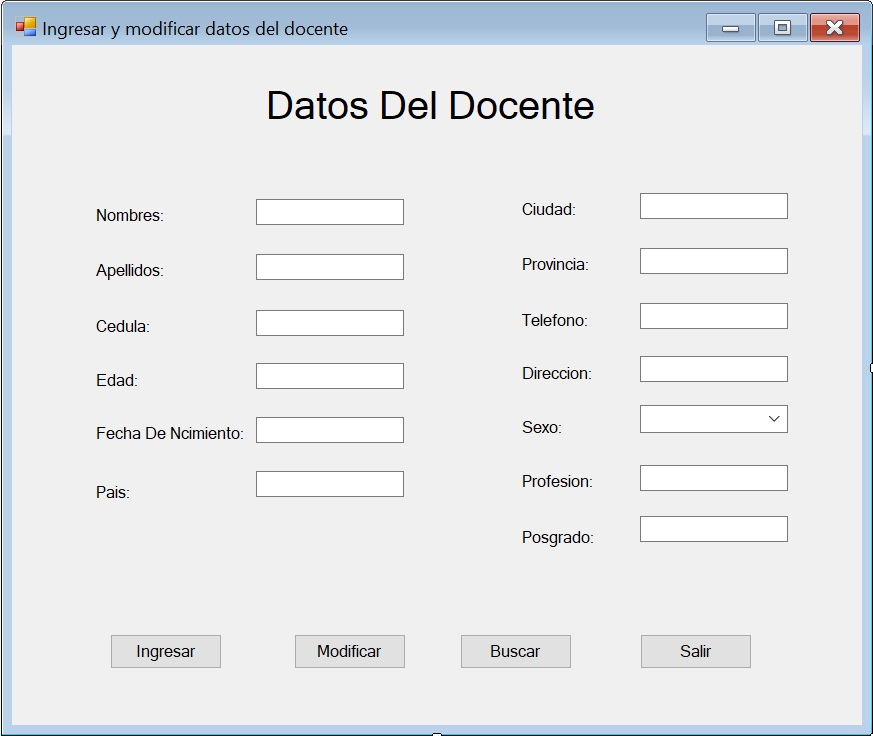 Ingresar y modificar datos del docente
Datos Del Docente
Nombres:
Apellidos:
Cedula:
Edad:
Fecha De Ncimiento:
Pais:
Ciudad:
Provincia:
Telefono:
Direccion:
Sexo:
Profesion:
Posgrado:
Ingresar Modificar Buscar Salir